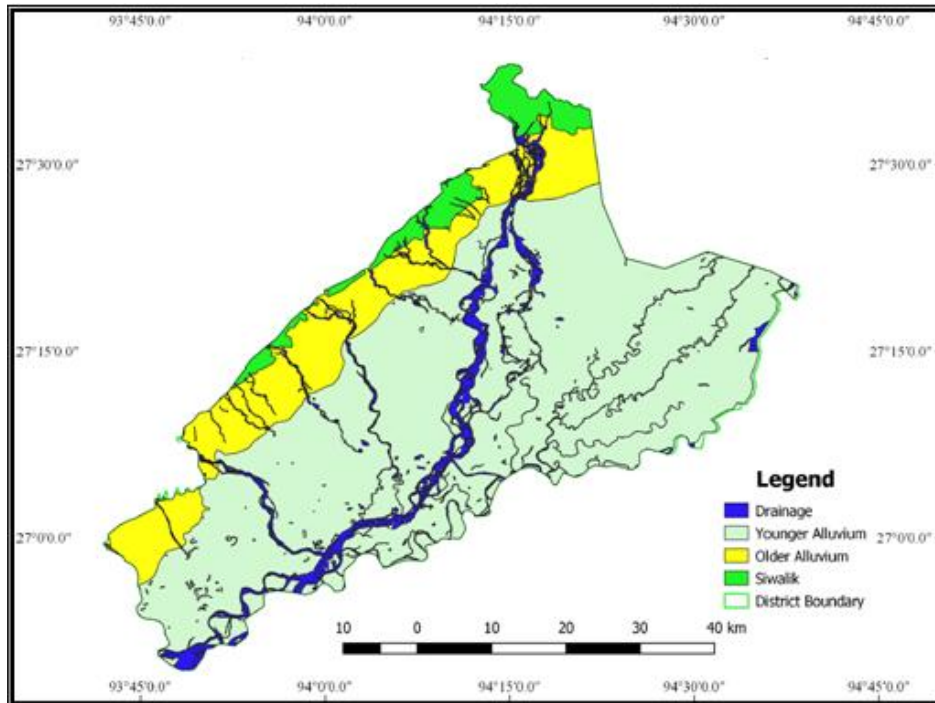 93°45'0.0" 94°0'0.0" 94°15'0.0" 94°30'0.0" 94°45'0.0"
27°30'0.0" 27°30'0.0"
27°15'0.0" 27°15'0.0"
27°0'0.0" 27°0'0.0"
Legend
Drainage
Younger Alluvium
Older Alluvium
Siwalik
District Boundary
10 0 10 20 30 40 km
93°45'0.0" 94°0'0.0" 94°15'0.0" 94°30'0.0" 94°45'0.0"